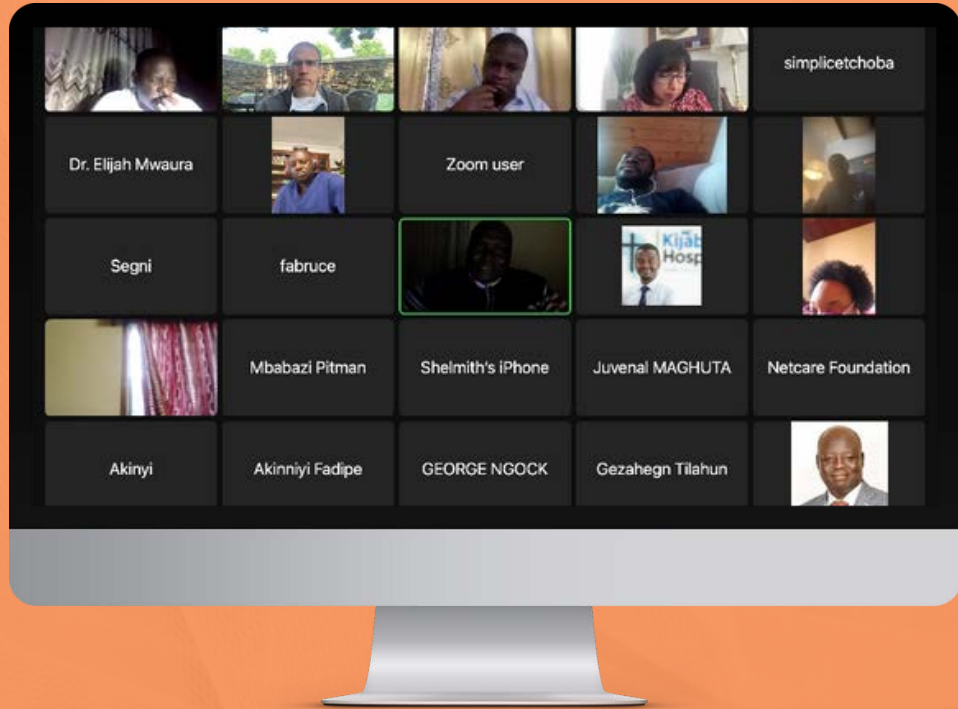 simplicetchoba
Dr. Elijah Mwaura
Zoom user
Segni
fabruce
Kijab
Hosp
Mbabazi Pitman
Shelmith's iPhone
Juvenal MAGHUTA
Netcare Foundation
Akinyi
Akinniyi Fadipe
GEORGE NGOCK
Gezahegn Tilahun